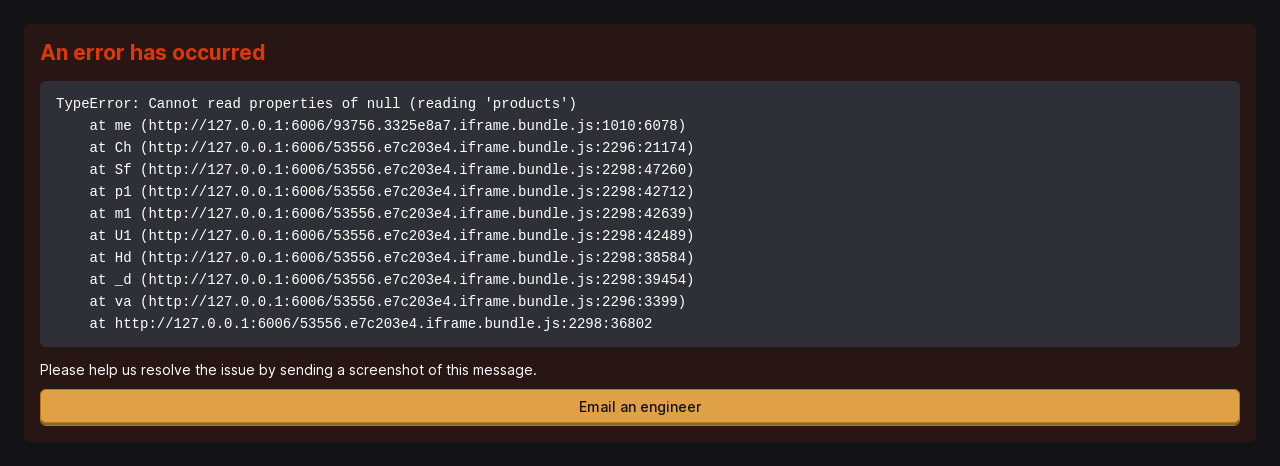 An error has occurred
TypeError: Cannot read properties of null (reading 'products')
    at me (http://127.0.0.1:6006/93756.3325e8a7.iframe.bundle.js:1010:6078)
    at Ch (http://127.0.0.1:6006/53556.e7c203e4.iframe.bundle.js:2296:21174)
    at Sf (http://127.0.0.1:6006/53556.e7c203e4.iframe.bundle.js:2298:47260)
    at p1 (http://127.0.0.1:6006/53556.e7c203e4.iframe.bundle.js:2298:42712)
    at m1 (http://127.0.0.1:6006/53556.e7c203e4.iframe.bundle.js:2298:42639)
    at U1 (http://127.0.0.1:6006/53556.e7c203e4.iframe.bundle.js:2298:42489)
    at Hd (http://127.0.0.1:6006/53556.e7c203e4.iframe.bundle.js:2298:38584)
    at _d (http://127.0.0.1:6006/53556.e7c203e4.iframe.bundle.js:2298:39454)
    at va (http://127.0.0.1:6006/53556.e7c203e4.iframe.bundle.js:2296:3399)
    at http://127.0.0.1:6006/53556.e7c203e4.iframe.bundle.js:2298:36802
Please help us resolve the issue by sending a screenshot of this message.
Email an engineer